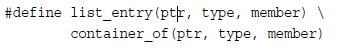 #define list_entry(ptr, type, member) \
container_of(ptr, type, member)